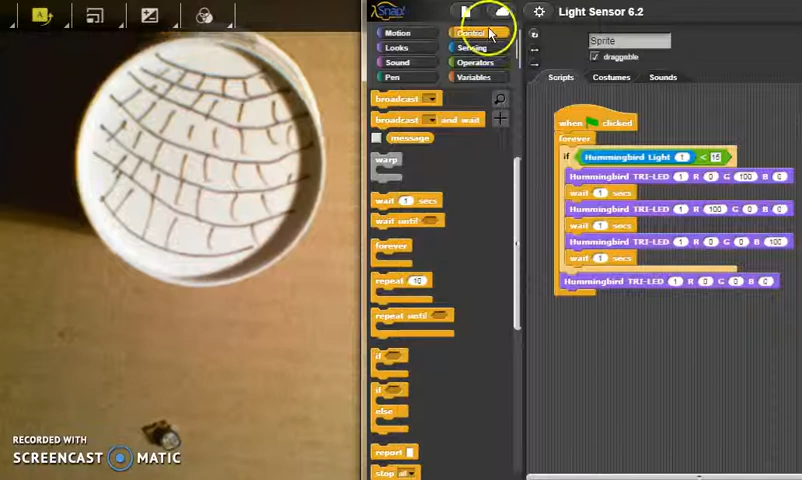 Snap!
Light Sensor 6.2
Motion
Control
Looks
Sensing
Sound
Operators
Pen
Variables
Sprite
draggable
Scripts
Costumes
Sounds
broadcast
broadcast and wait
message
warp
wait 1 secs
wait until
forever
repeat 10
repeat until
if
if
else
report
stop all
when clicked
forever
if Hummingbird Light 1 < 15
Hummingbird TRI-LED 1 R 0 G 100 B 0
wait 1 secs
Hummingbird TRI-LED 1 R 100 G 0 B 0
wait 1 secs
Hummingbird TRI-LED 1 R 0 G 0 B 100
wait 1 secs
Hummingbird TRI-LED 1 R 0 G 0 B 0
RECORDED WITH
SCREENCAST MATIC